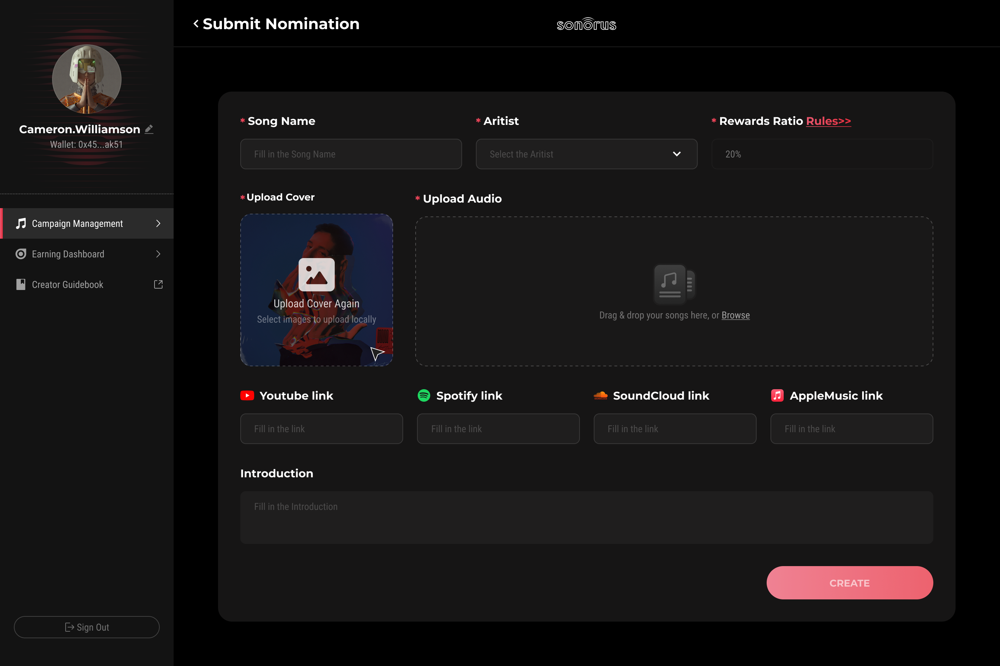 Submit Nomination
sonorus
Cameron.Williamson
Wallet: 0x45...ak51
Campaign Management
Earning Dashboard
Creator Guidebook
Sign Out
* Song Name
Fill in the Song Name
* Aritist
Select the Aritist
* Rewards Ratio Rules>>
20%
* Upload Cover
Upload Cover Again
Select images to upload locally
* Upload Audio
Drag & drop your songs here, or Browse
Youtube link
Fill in the link
Spotify link
Fill in the link
SoundCloud link
Fill in the link
AppleMusic link
Fill in the link
Introduction
Fill in the Introduction
CREATE